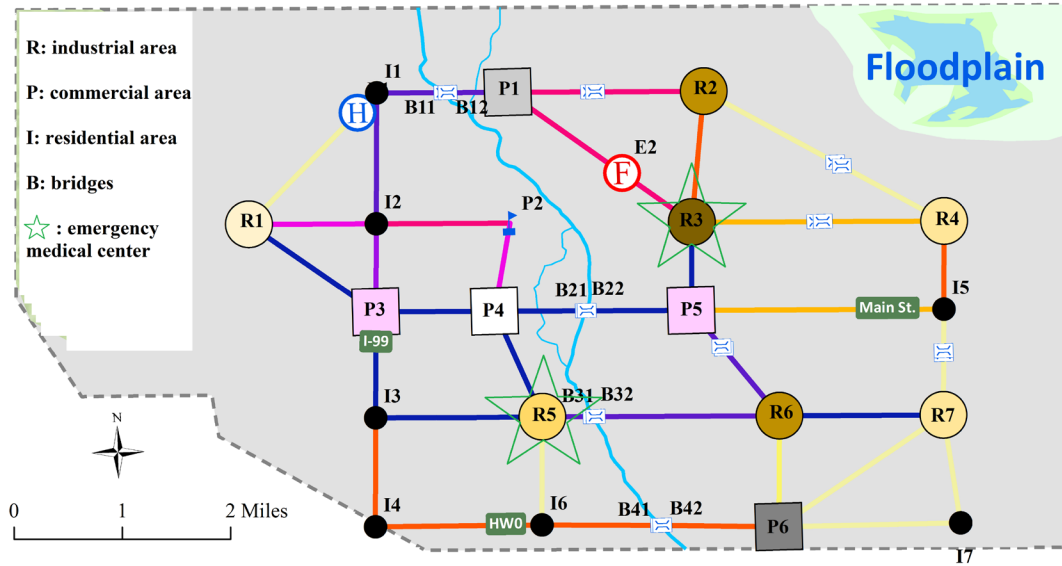 R: industrial area
P: commercial area
I: residential area
B: bridges
: emergency
medical center
Floodplain
I1
H
B11
B12
P1
R2
E2
F
R1
I2
P2
R3
R4
P3
P4
B21
B22
P5
Main St.
I5
I-99
I3
R5
B31
B32
R6
R7
N
I4
HW0
I6
B41
B42
P6
I7
0
1
2 Miles